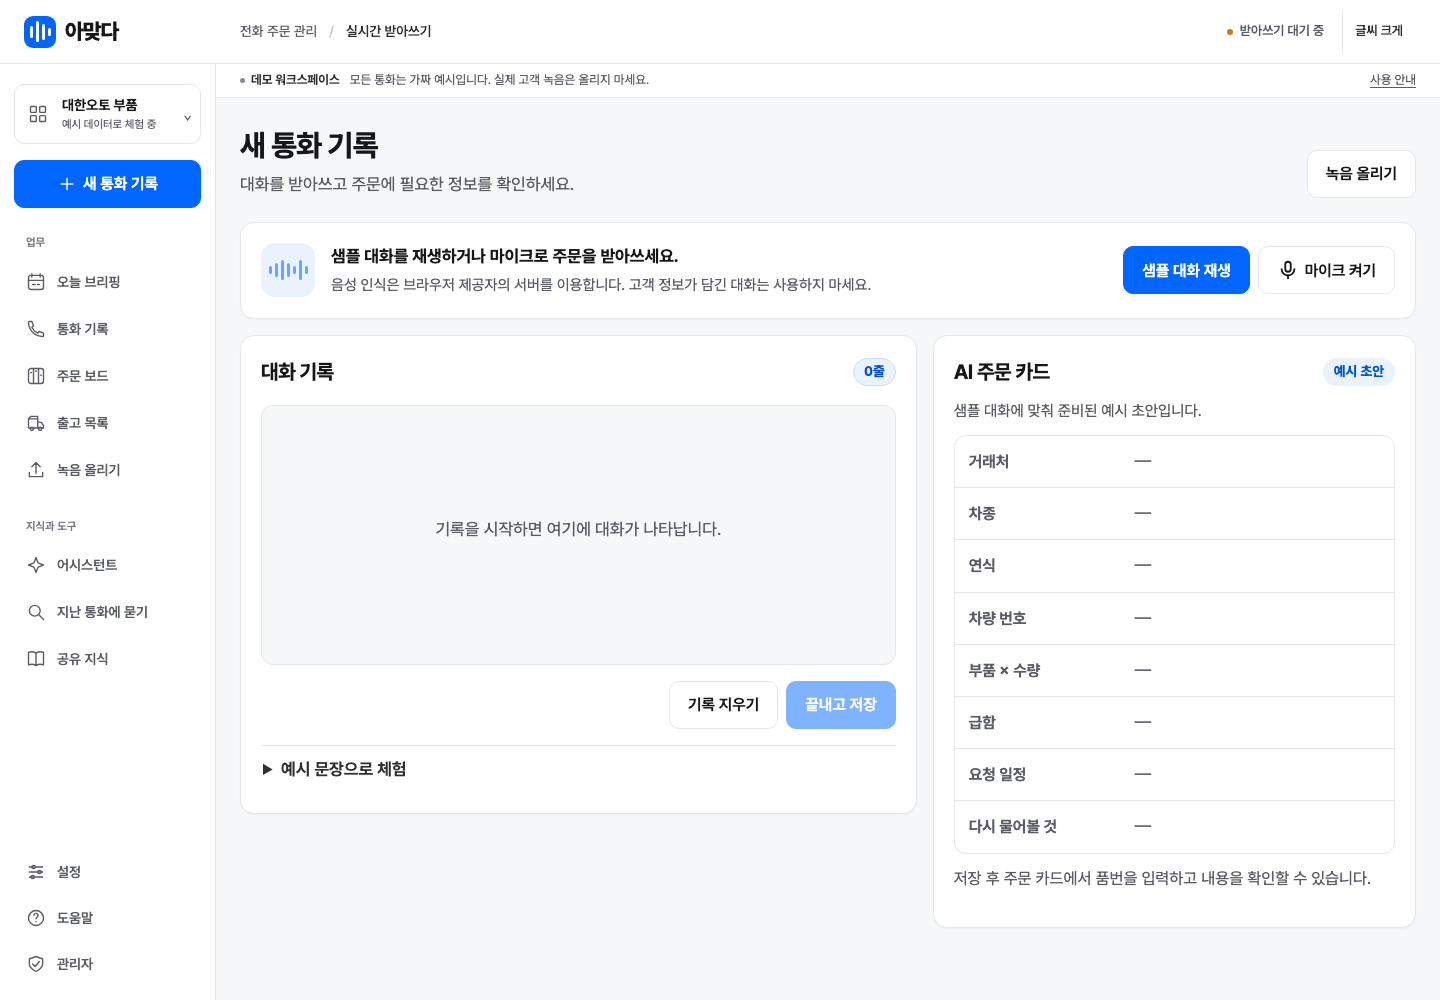 아맞다
전화 주문 관리 / 실시간 받아쓰기
받아쓰기 대기 중
글씨 크게
대한오토 부품
예시 데이터로 체험 중
+ 새 통화 기록
업무
오늘 브리핑
통화 기록
주문 보드
출고 목록
녹음 올리기
지식과 도구
어시스턴트
지난 통화에 묻기
공유 지식
설정
도움말
관리자
데모 워크스페이스 모든 통화는 가짜 예시입니다. 실제 고객 녹음은 올리지 마세요.
사용 안내
새 통화 기록
대화를 받아쓰고 주문에 필요한 정보를 확인하세요.
녹음 올리기
샘플 대화를 재생하거나 마이크로 주문을 받아쓰세요.
음성 인식은 브라우저 제공자의 서버를 이용합니다. 고객 정보가 담긴 대화는 사용하지 마세요.
샘플 대화 재생
마이크 켜기
대화 기록
0줄
기록을 시작하면 여기에 대화가 나타납니다.
기록 지우기
끝내고 저장
▶ 예시 문장으로 체험
AI 주문 카드
예시 초안
샘플 대화에 맞춰 준비된 예시 초안입니다.
거래처 —
차종 —
연식 —
차량 번호 —
부품 × 수량 —
급함 —
요청 일정 —
다시 물어볼 것 —
저장 후 주문 카드에서 품번을 입력하고 내용을 확인할 수 있습니다.